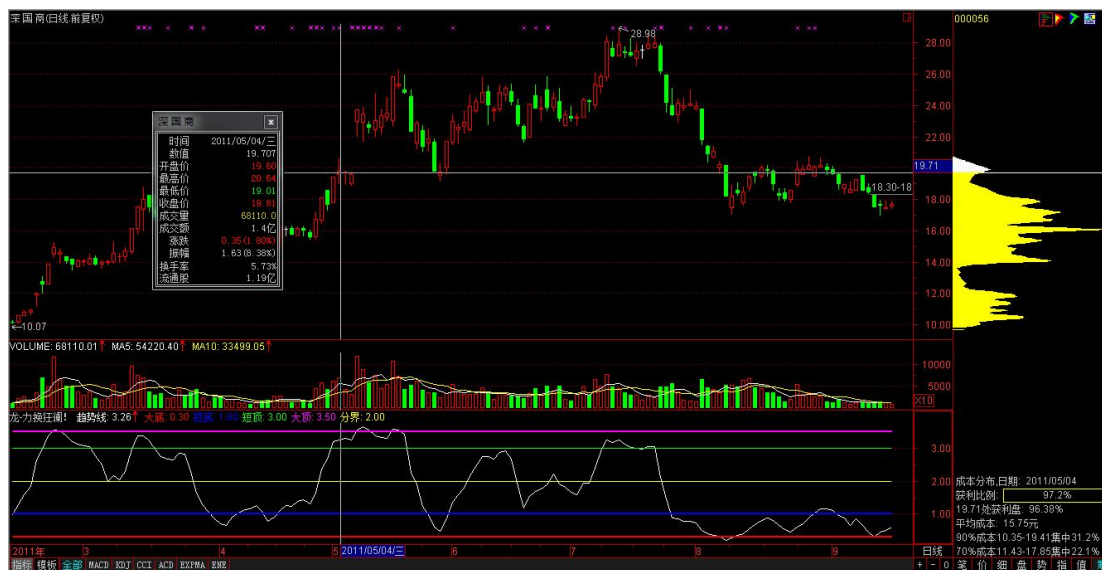 深国商(日线 前复权)
000056
28.98
28.00
26.00
24.00
22.00
19.71
18.30-18
18.00
16.00
14.00
12.00
10.00
←10.07
深国商
时间 2011/05/04/三
数值 19.707
开盘价 19.60
最高价 20.64
最低价 19.01
收盘价 19.81
成交量 68110.0
成交额 1.4亿
涨跌 0.35(1.80%)
振幅 1.63(8.38%)
换手率 5.73%
流通股 1.19亿
VOLUME: 68110.01↑ MA5: 54220.40↑ MA10: 33499.05↑
10000
5000
X10
龙-力挽狂澜! 趋势线: 3.26↑ 大底: 0.30 短底: 1.00 短顶: 3.00 大顶: 3.50 分界: 2.00
3.00
2.00
1.00
成本分布,日期: 2011/05/04
获利比例: 97.2%
19.71处获利盘: 96.38%
平均成本: 15.75元
90%成本10.35-19.41集中31.2%
70%成本11.43-17.85集中22.1%
2011年 3 4 5 2011/05/04/三 6 7 8 9 日线
指标 模板 全部 MACD KDJ CCI ACD EXPMA ENE + - 0 笔 价 细 盘 势 指 值